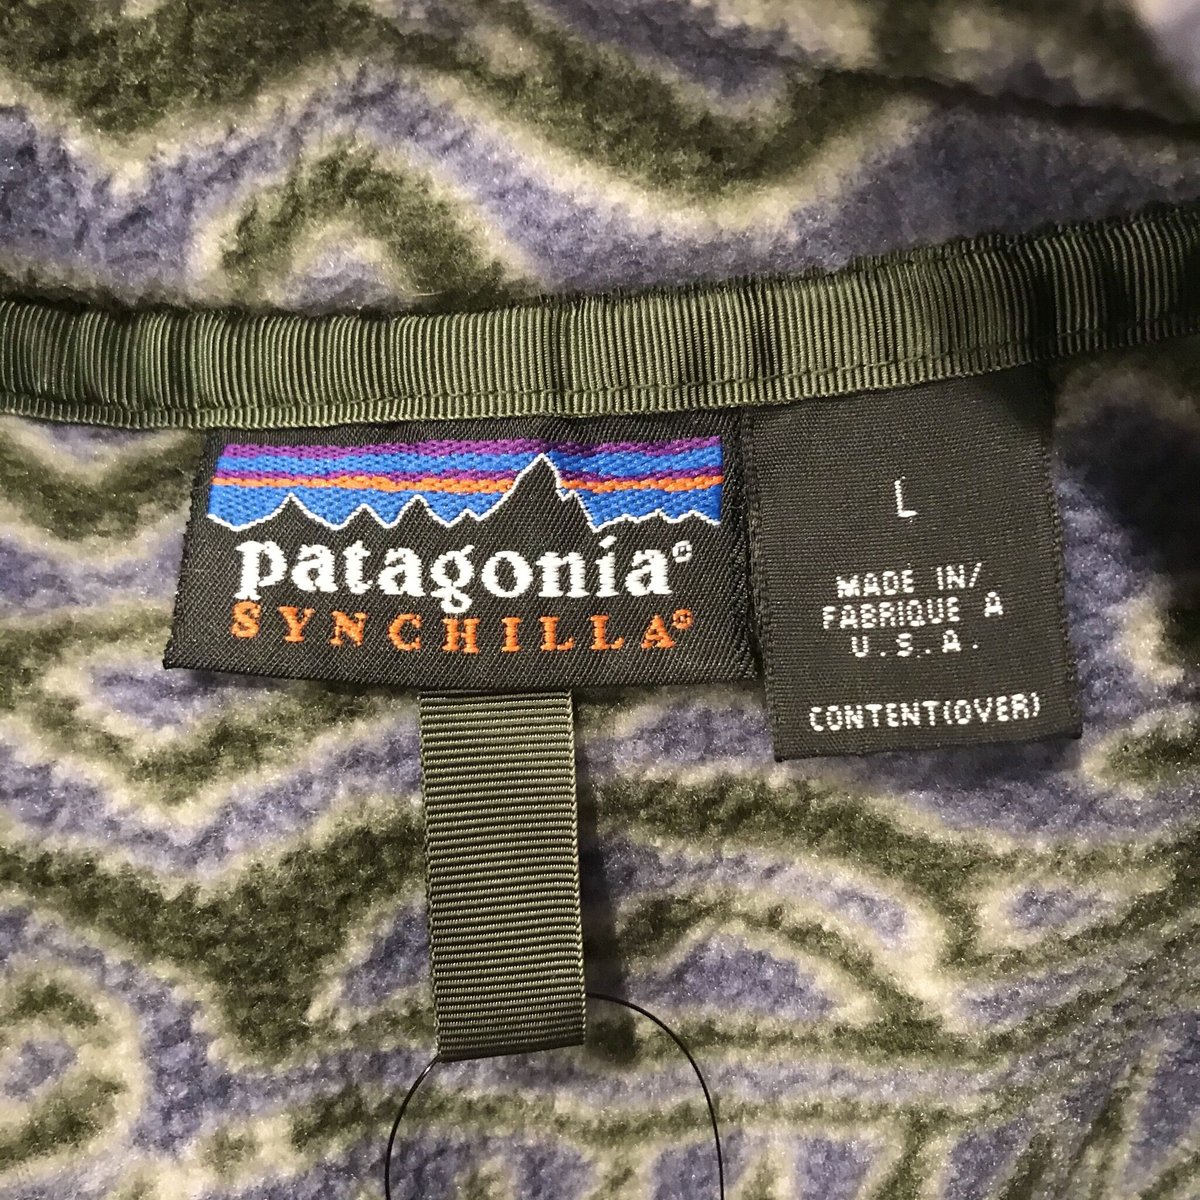 patagonia®
SYNCHILLA®
L
MADE IN/
FABRIQUE A
U.S.A.
CONTENT(OVER)